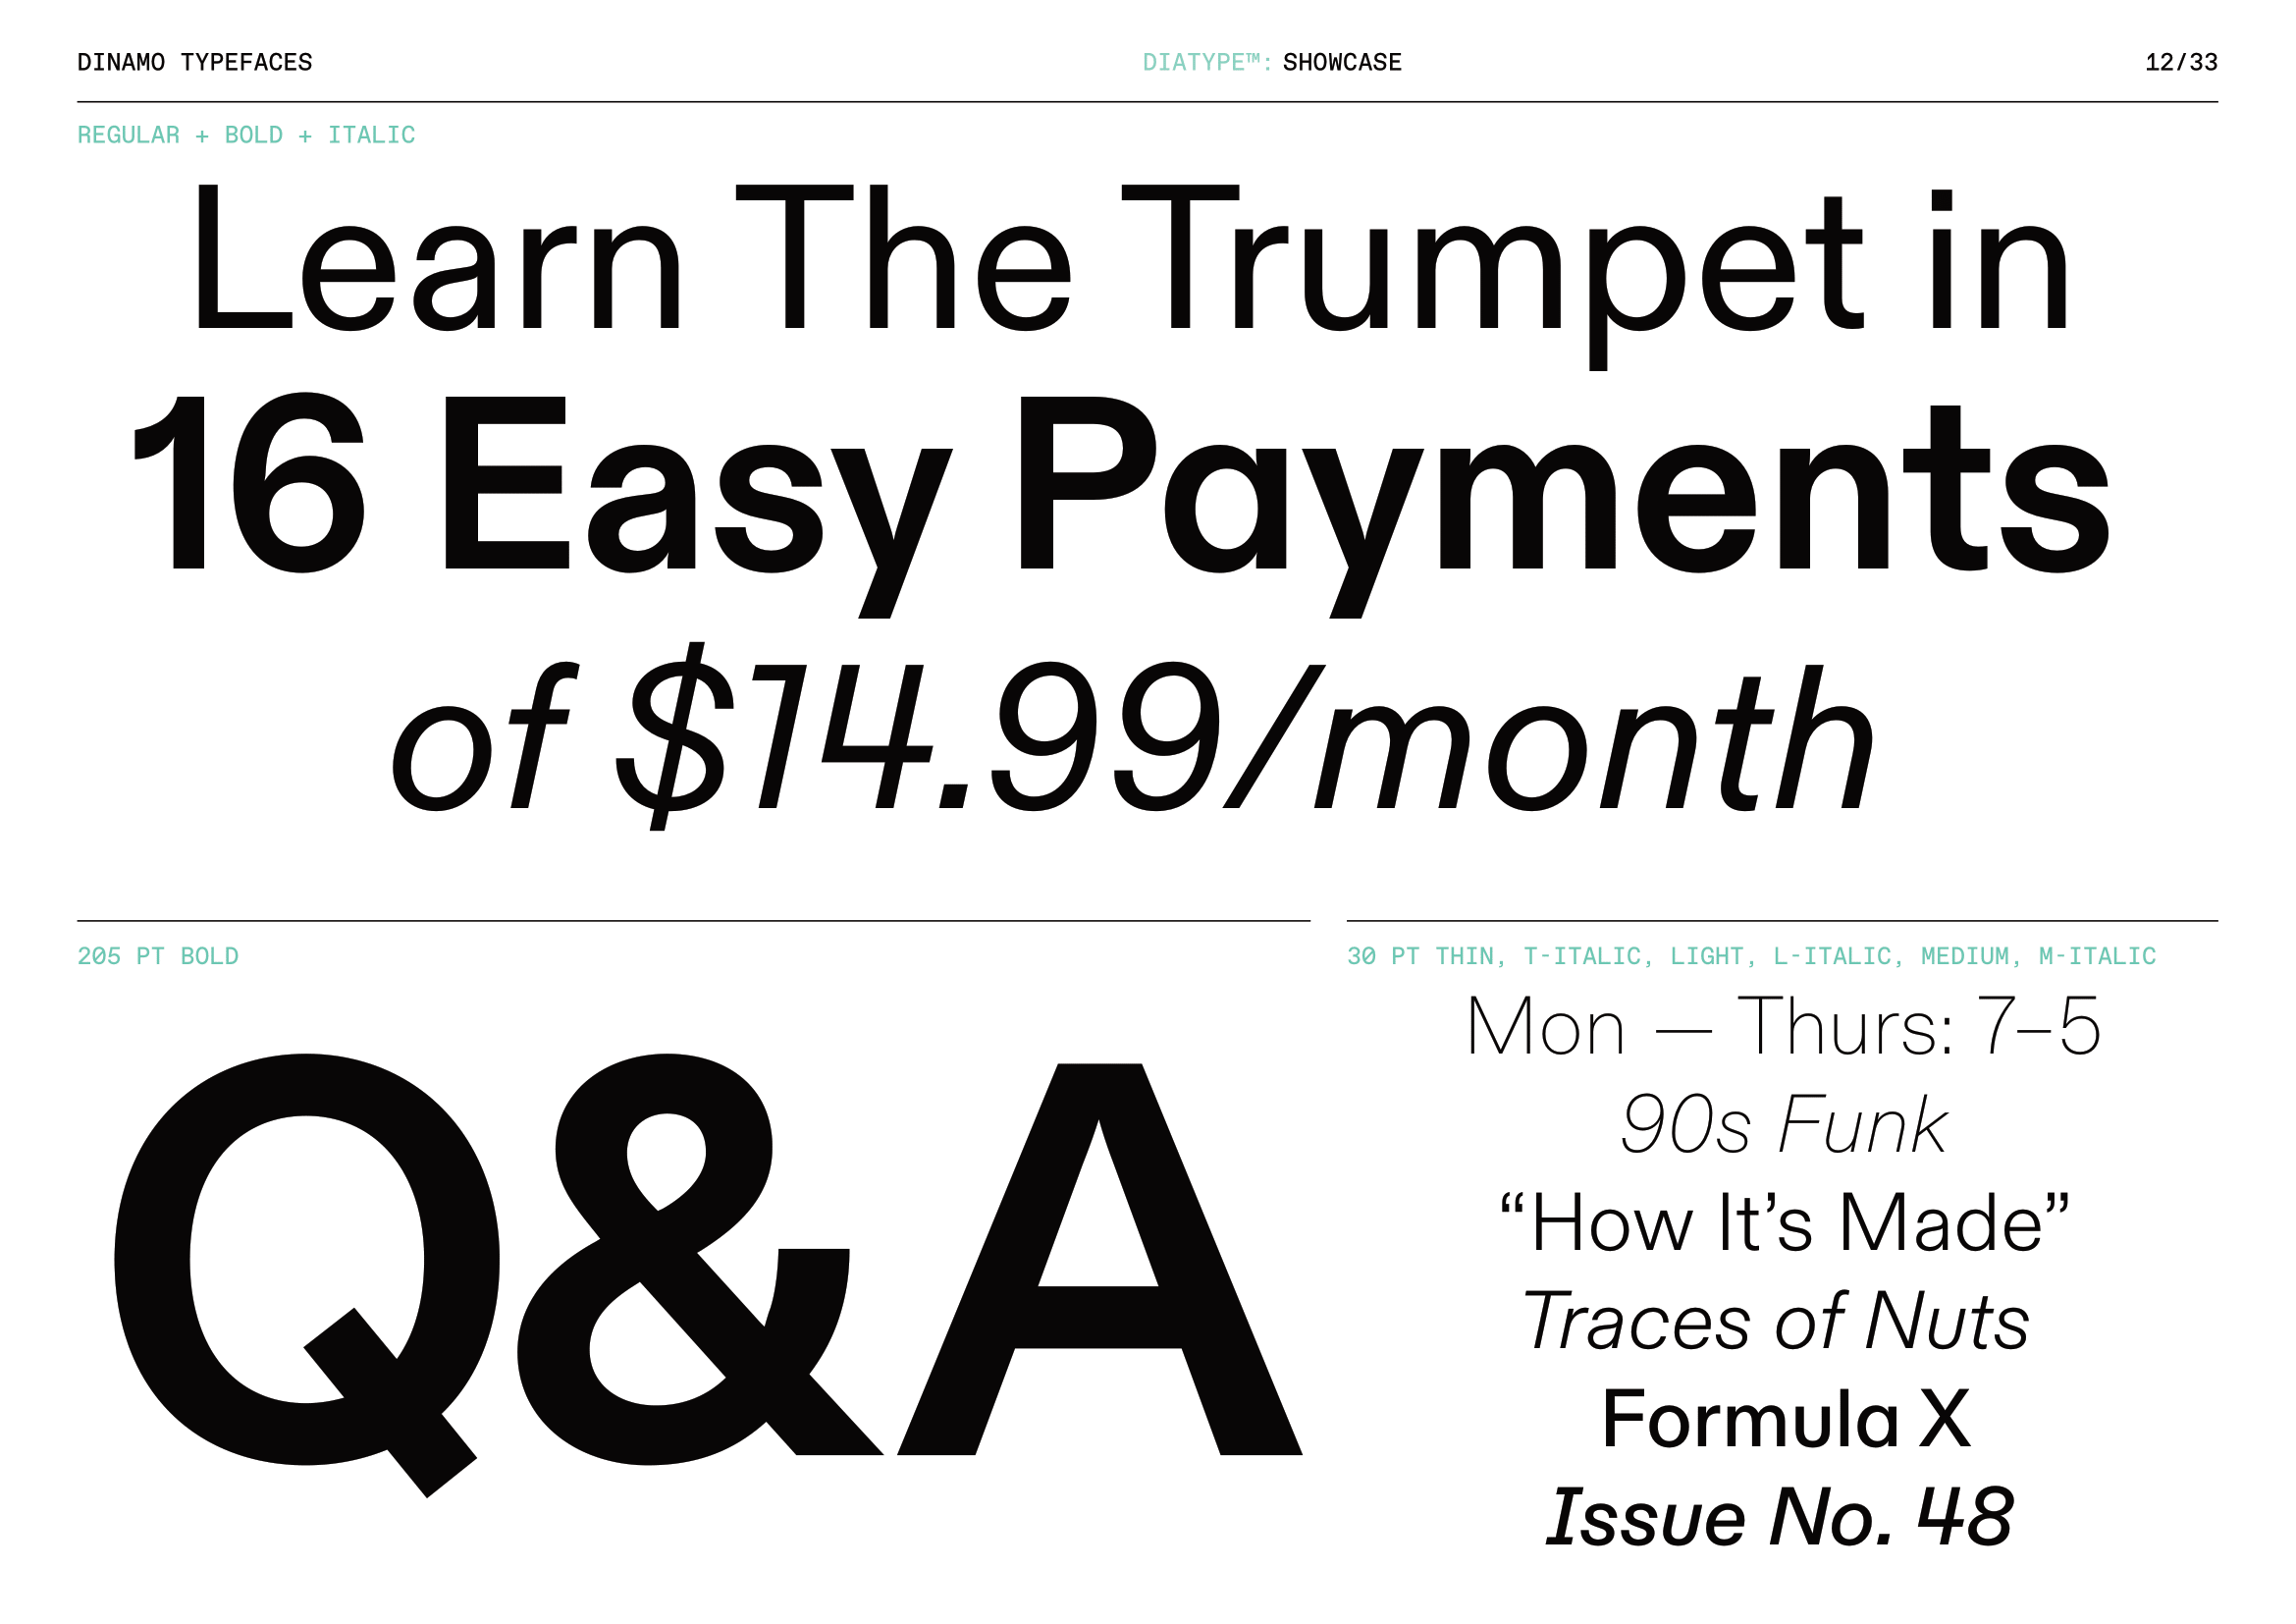 DINAMO TYPEFACES
DIATYPE™: SHOWCASE
12/33
REGULAR + BOLD + ITALIC
Learn The Trumpet in
16 Easy Payments
of $14.99/month
205 PT BOLD
Q&A
30 PT THIN, T-ITALIC, LIGHT, L-ITALIC, MEDIUM, M-ITALIC
Mon — Thurs: 7–5
90s Funk
“How It’s Made”
Traces of Nuts
Formula X
Issue No. 48